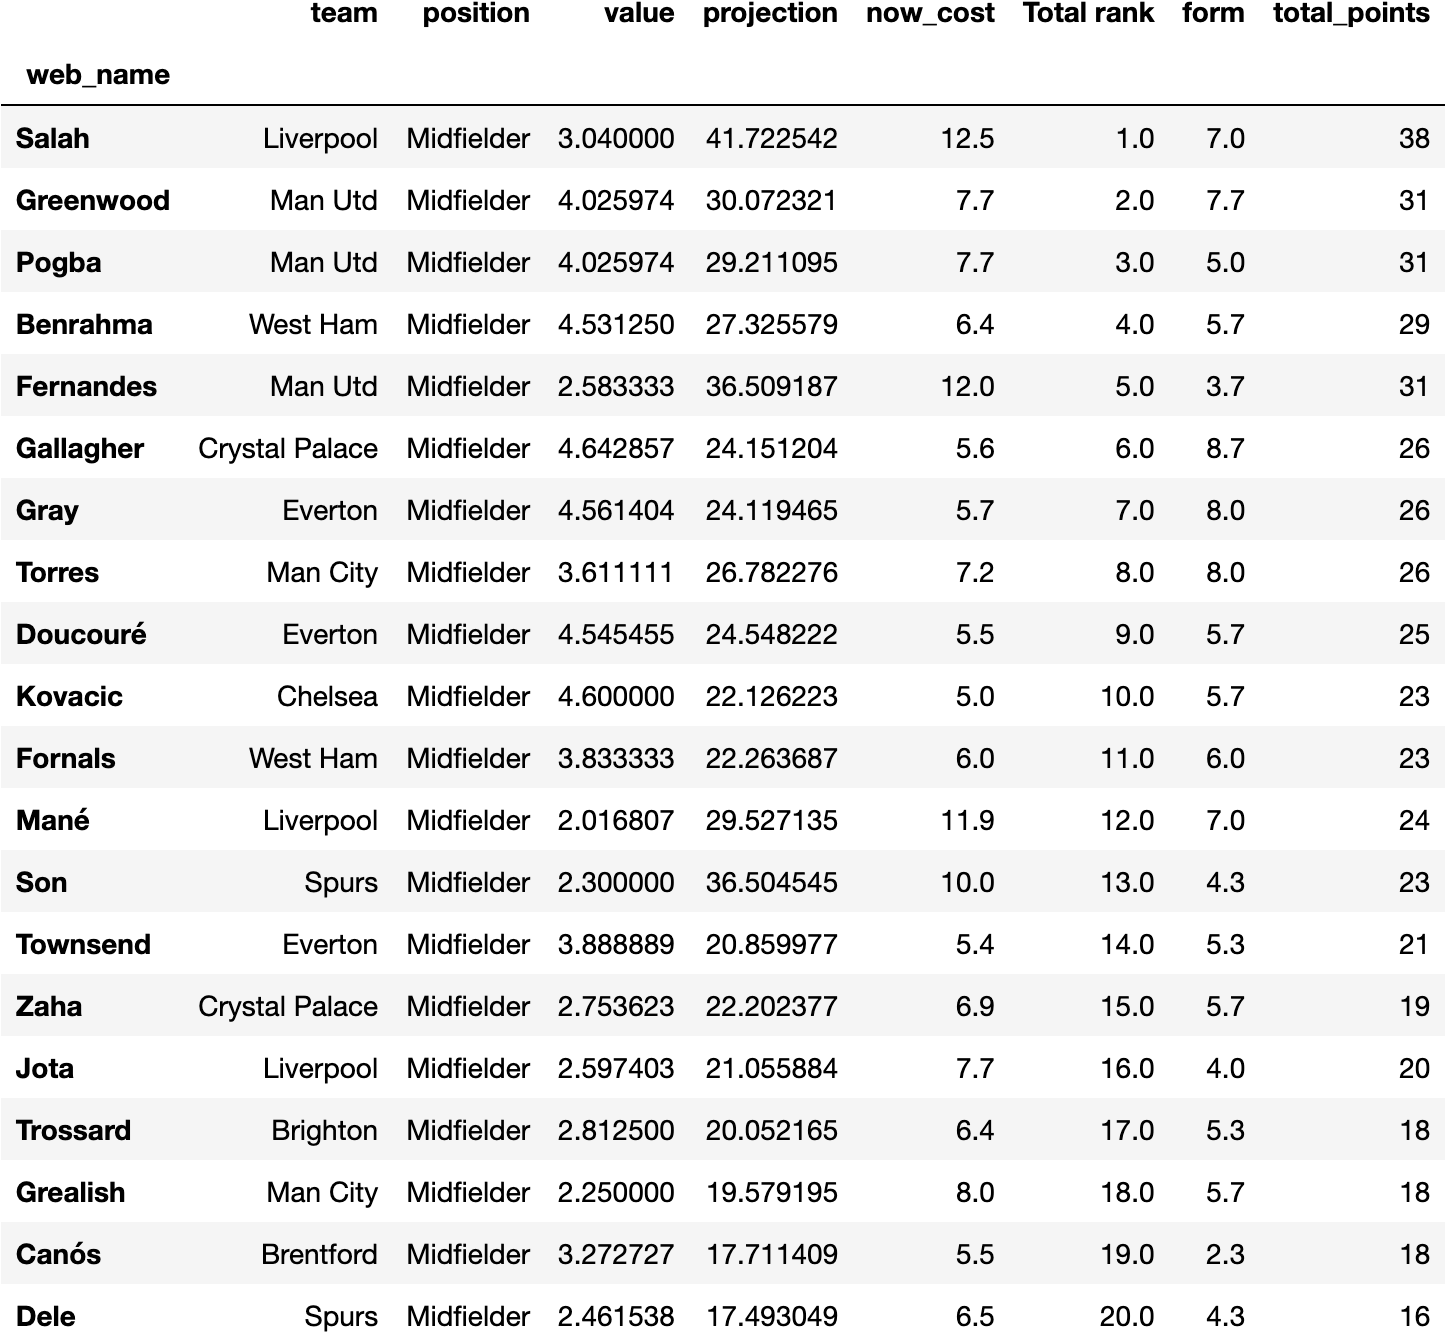 team position value projection now_cost Total rank form total_points
web_name
Salah Liverpool Midfielder 3.040000 41.722542 12.5 1.0 7.0 38
Greenwood Man Utd Midfielder 4.025974 30.072321 7.7 2.0 7.7 31
Pogba Man Utd Midfielder 4.025974 29.211095 7.7 3.0 5.0 31
Benrahma West Ham Midfielder 4.531250 27.325579 6.4 4.0 5.7 29
Fernandes Man Utd Midfielder 2.583333 36.509187 12.0 5.0 3.7 31
Gallagher Crystal Palace Midfielder 4.642857 24.151204 5.6 6.0 8.7 26
Gray Everton Midfielder 4.561404 24.119465 5.7 7.0 8.0 26
Torres Man City Midfielder 3.611111 26.782276 7.2 8.0 8.0 26
Doucouré Everton Midfielder 4.545455 24.548222 5.5 9.0 5.7 25
Kovacic Chelsea Midfielder 4.600000 22.126223 5.0 10.0 5.7 23
Fornals West Ham Midfielder 3.833333 22.263687 6.0 11.0 6.0 23
Mané Liverpool Midfielder 2.016807 29.527135 11.9 12.0 7.0 24
Son Spurs Midfielder 2.300000 36.504545 10.0 13.0 4.3 23
Townsend Everton Midfielder 3.888889 20.859977 5.4 14.0 5.3 21
Zaha Crystal Palace Midfielder 2.753623 22.202377 6.9 15.0 5.7 19
Jota Liverpool Midfielder 2.597403 21.055884 7.7 16.0 4.0 20
Trossard Brighton Midfielder 2.812500 20.052165 6.4 17.0 5.3 18
Grealish Man City Midfielder 2.250000 19.579195 8.0 18.0 5.7 18
Canós Brentford Midfielder 3.272727 17.711409 5.5 19.0 2.3 18
Dele Spurs Midfielder 2.461538 17.493049 6.5 20.0 4.3 16